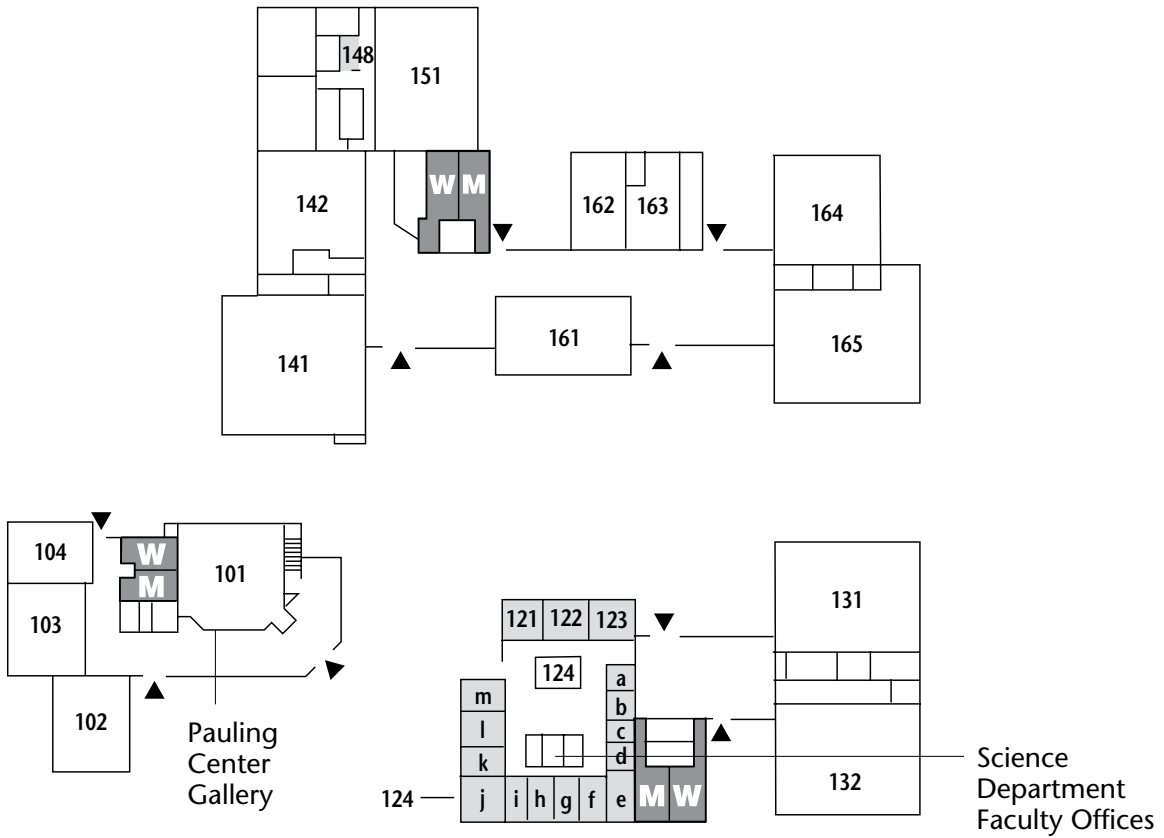 148
151
W M
142
162 163
164
161
165
141
104
W
M
101
103
102
Pauling
Center
Gallery
121 122 123
124
a
b
c
d
m
l
k
124
j i h g f e
M W
131
132
Science
Department
Faculty Offices